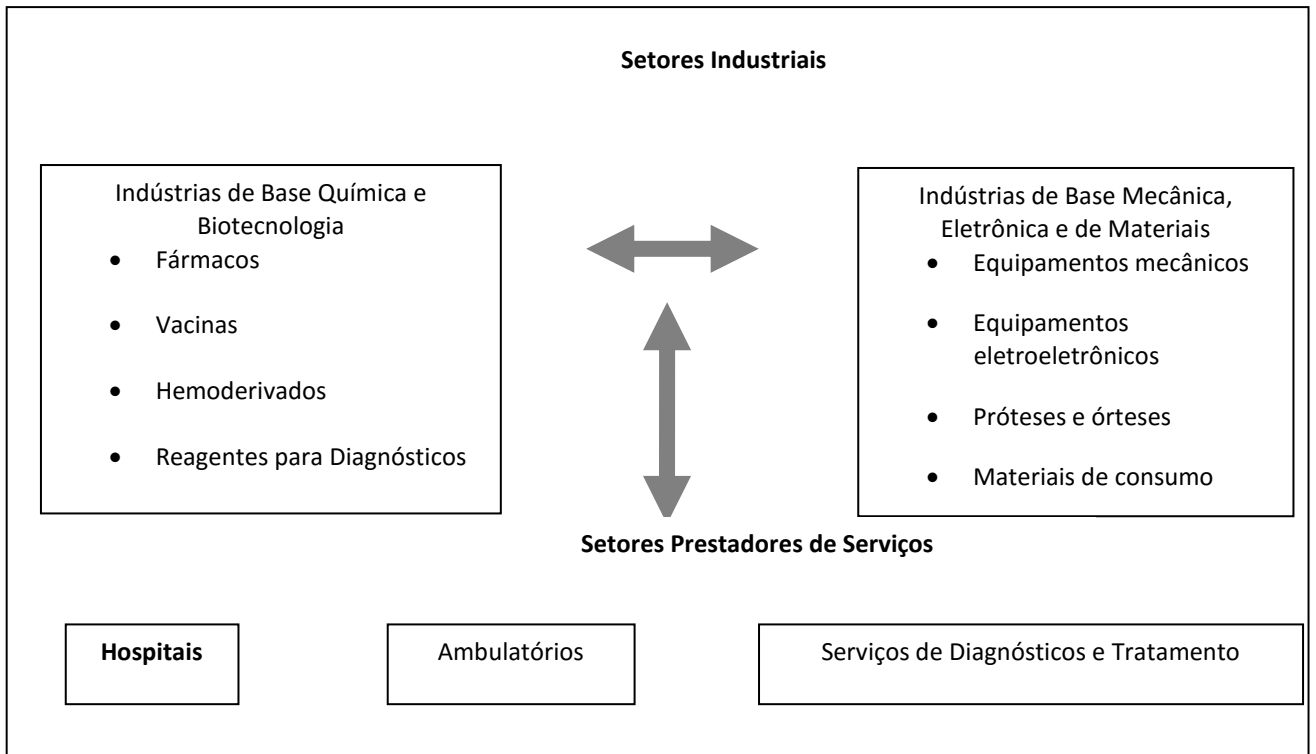 Setores Industriais
Indústrias de Base Química e
Biotecnologia
• Fármacos
• Vacinas
• Hemoderivados
• Reagentes para Diagnósticos
Indústrias de Base Mecânica,
Eletrônica e de Materiais
• Equipamentos mecânicos
• Equipamentos
eletroeletrônicos
• Próteses e órteses
• Materiais de consumo
Setores Prestadores de Serviços
Hospitais
Ambulatórios
Serviços de Diagnósticos e Tratamento